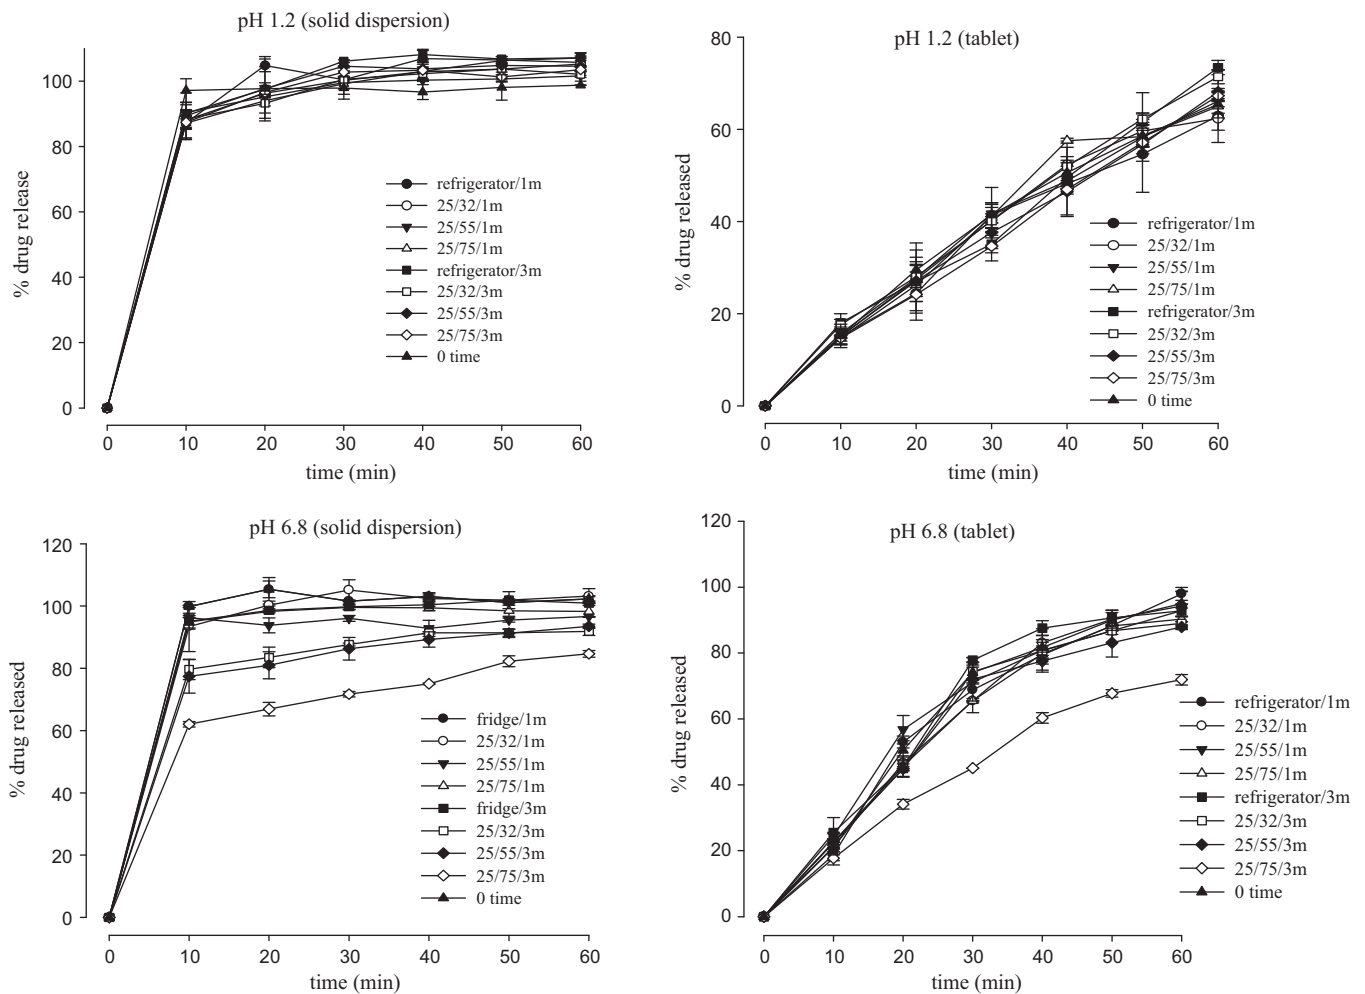 pH 1.2 (solid dispersion)
% drug release
100
80
60
40
20
0
refrigerator/1m
25/32/1m
25/55/1m
25/75/1m
refrigerator/3m
25/32/3m
25/55/3m
25/75/3m
0 time
0 10 20 30 40 50 60
time (min)
pH 1.2 (tablet)
% drug released
80
60
40
20
0
refrigerator/1m
25/32/1m
25/55/1m
25/75/1m
refrigerator/3m
25/32/3m
25/55/3m
25/75/3m
0 time
0 10 20 30 40 50 60
time (min)
pH 6.8 (solid dispersion)
% drug released
120
100
80
60
40
20
0
fridge/1m
25/32/1m
25/55/1m
25/75/1m
fridge/3m
25/32/3m
25/55/3m
25/75/3m
0 time
0 10 20 30 40 50 60
time (min)
pH 6.8 (tablet)
% drug released
120
100
80
60
40
20
0
refrigerator/1m
25/32/1m
25/55/1m
25/75/1m
refrigerator/3m
25/32/3m
25/55/3m
25/75/3m
0 time
0 10 20 30 40 50 60
time (min)